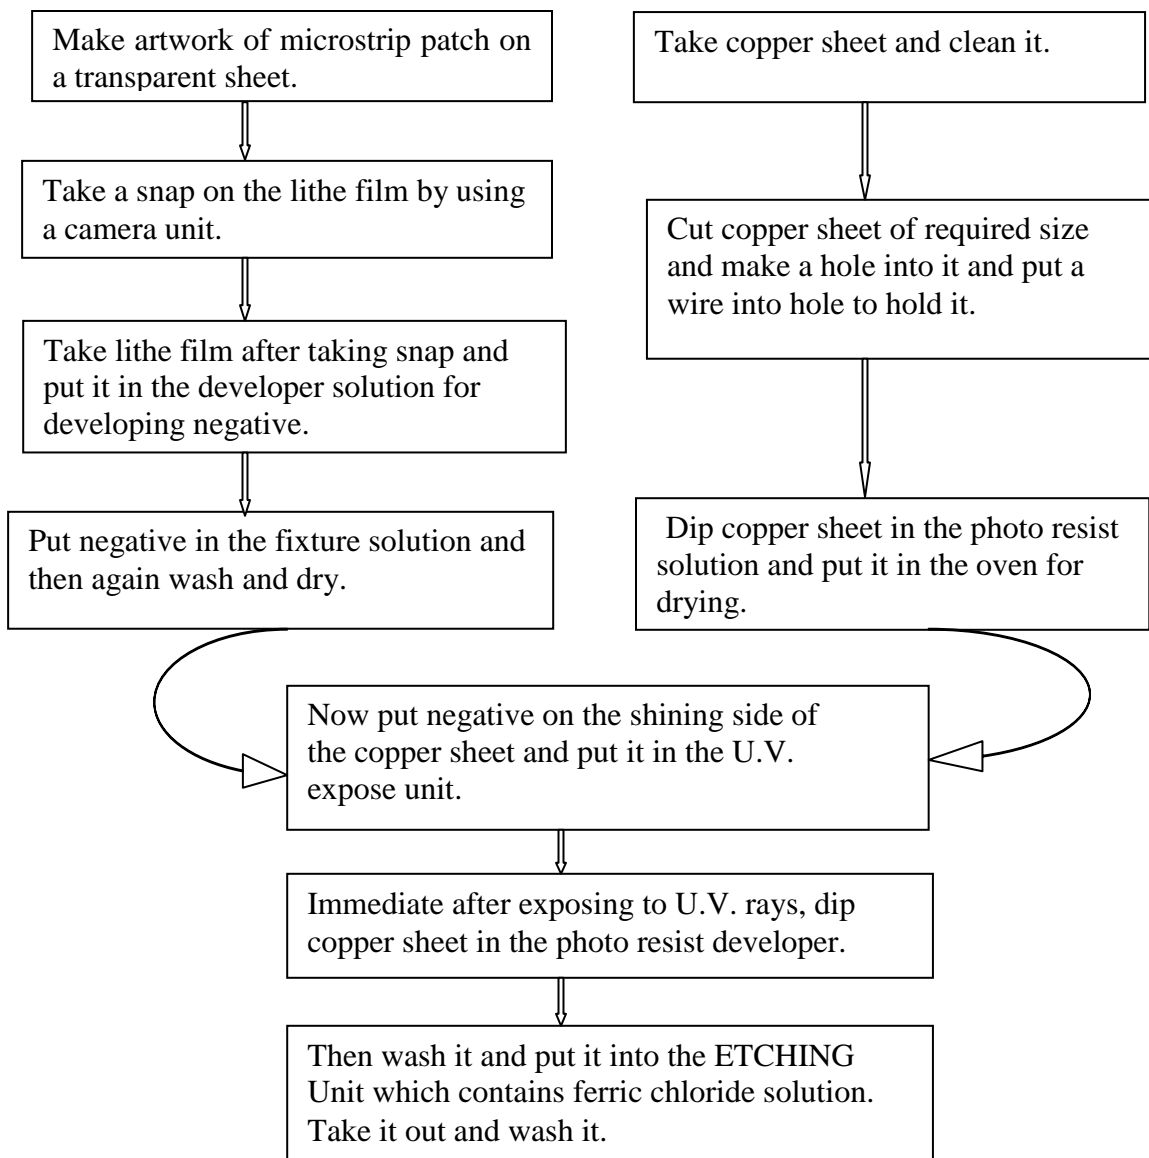 Make artwork of microstrip patch on
a transparent sheet.
Take a snap on the lithe film by using
a camera unit.
Take lithe film after taking snap and
put it in the developer solution for
developing negative.
Put negative in the fixture solution and
then again wash and dry.
Take copper sheet and clean it.
Cut copper sheet of required size
and make a hole into it and put a
wire into hole to hold it.
Dip copper sheet in the photo resist
solution and put it in the oven for
drying.
Now put negative on the shining side of
the copper sheet and put it in the U.V.
expose unit.
Immediate after exposing to U.V. rays, dip
copper sheet in the photo resist developer.
Then wash it and put it into the ETCHING
Unit which contains ferric chloride solution.
Take it out and wash it.